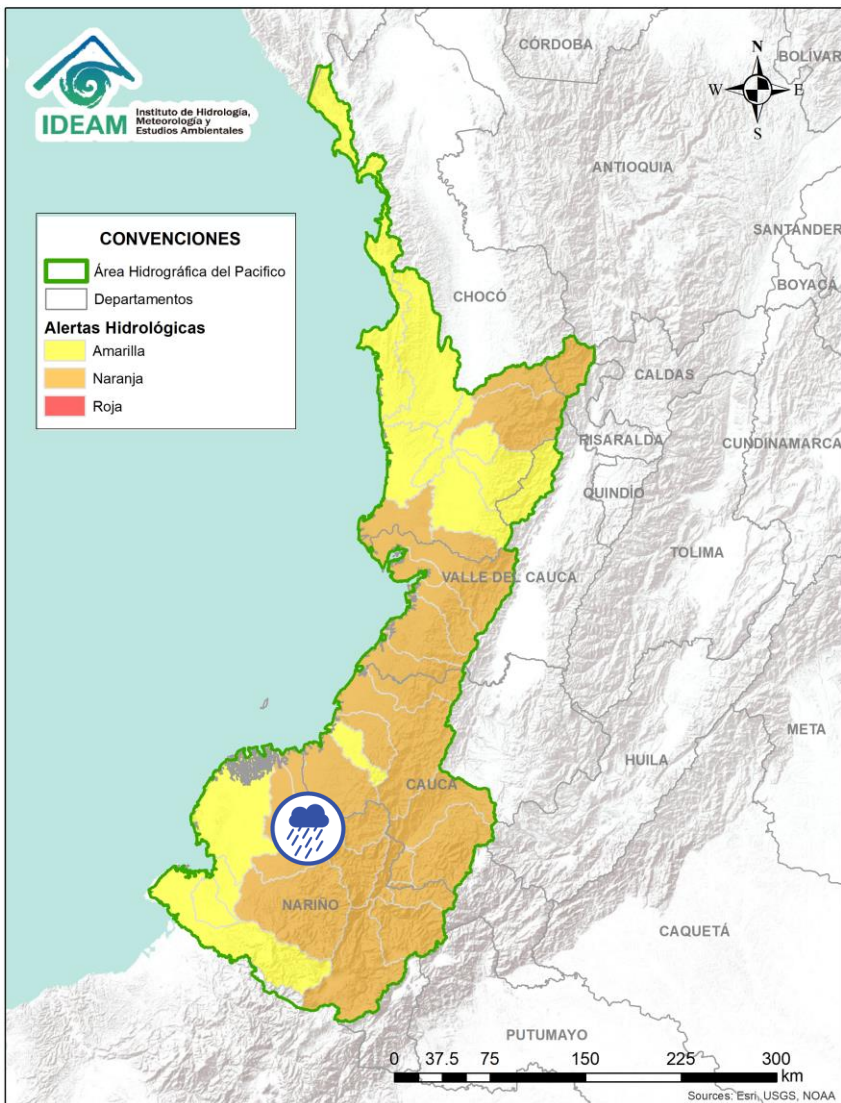 IDEAM
Instituto de Hidrología,
Meteorología y
Estudios Ambientales
CÓRDOBA
BOLÍVAR
N
W
E
S
ANTIOQUIA
SANTANDER
BOYACÁ
CONVENCIONES
Área Hidrográfica del Pacifico
Departamentos
Alertas Hidrológicas
Amarilla
Naranja
Roja
CHOCÓ
CALDAS
RISARALDA
CUNDINAMARCA
QUINDÍO
TOLIMA
VALLE DEL CAUCA
META
HUILA
CAUCA
NARIÑO
CAQUETÁ
PUTUMAYO
0 37.5 75 150 225 300
km
Sources: Esri, USGS, NOAA